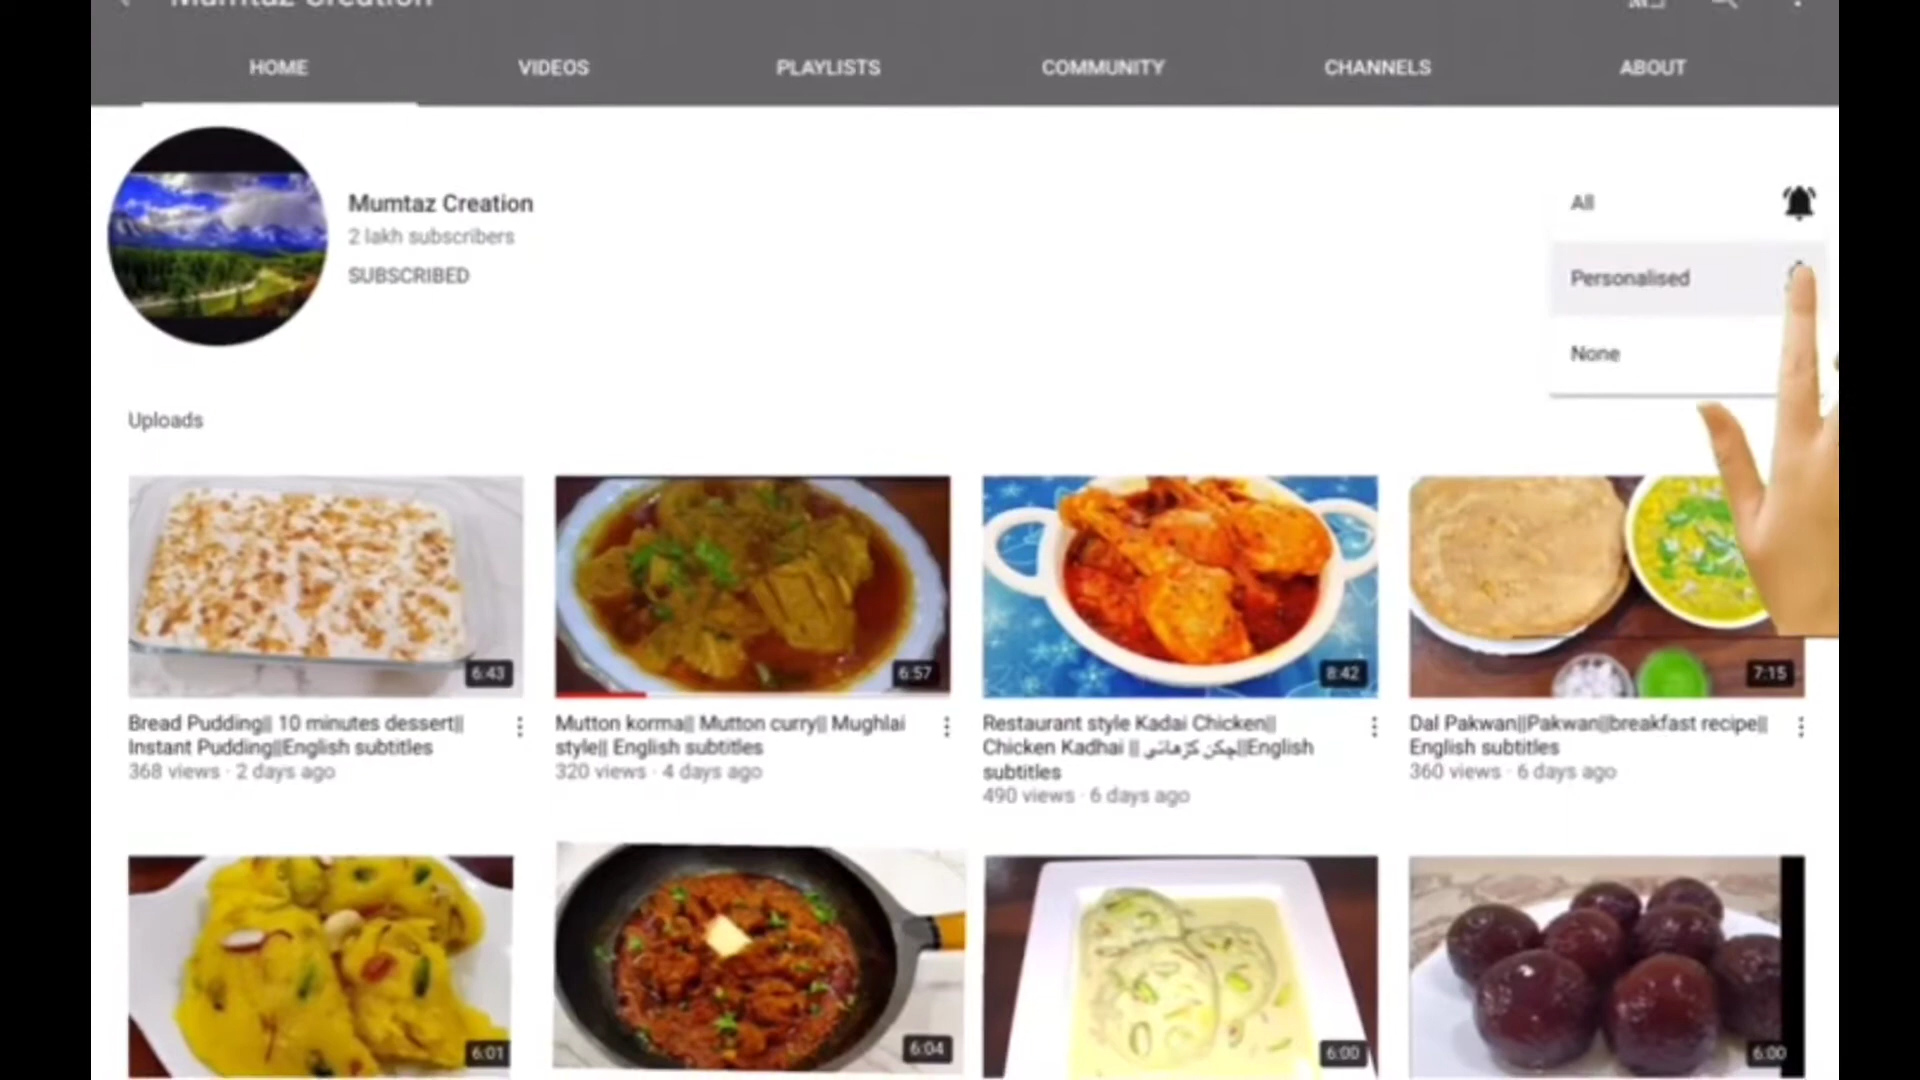 Mumtaz Creation
HOME VIDEOS PLAYLISTS COMMUNITY CHANNELS ABOUT
Mumtaz Creation
2 lakh subscribers
SUBSCRIBED
All
Personalised
None
Uploads
6:43
6:57
8:42
7:15
Bread Pudding|| 10 minutes dessert||
Instant Pudding||English subtitles
368 views · 2 days ago
Mutton korma|| Mutton curry|| Mughlai
style|| English subtitles
320 views · 4 days ago
Restaurant style Kadai Chicken||
Chicken Kadhai || چکن کڑھائی||English
subtitles
490 views · 6 days ago
Dal Pakwan||Pakwan||breakfast recipe||
English subtitles
360 views · 6 days ago
6:01
6:04
6:00
6:00